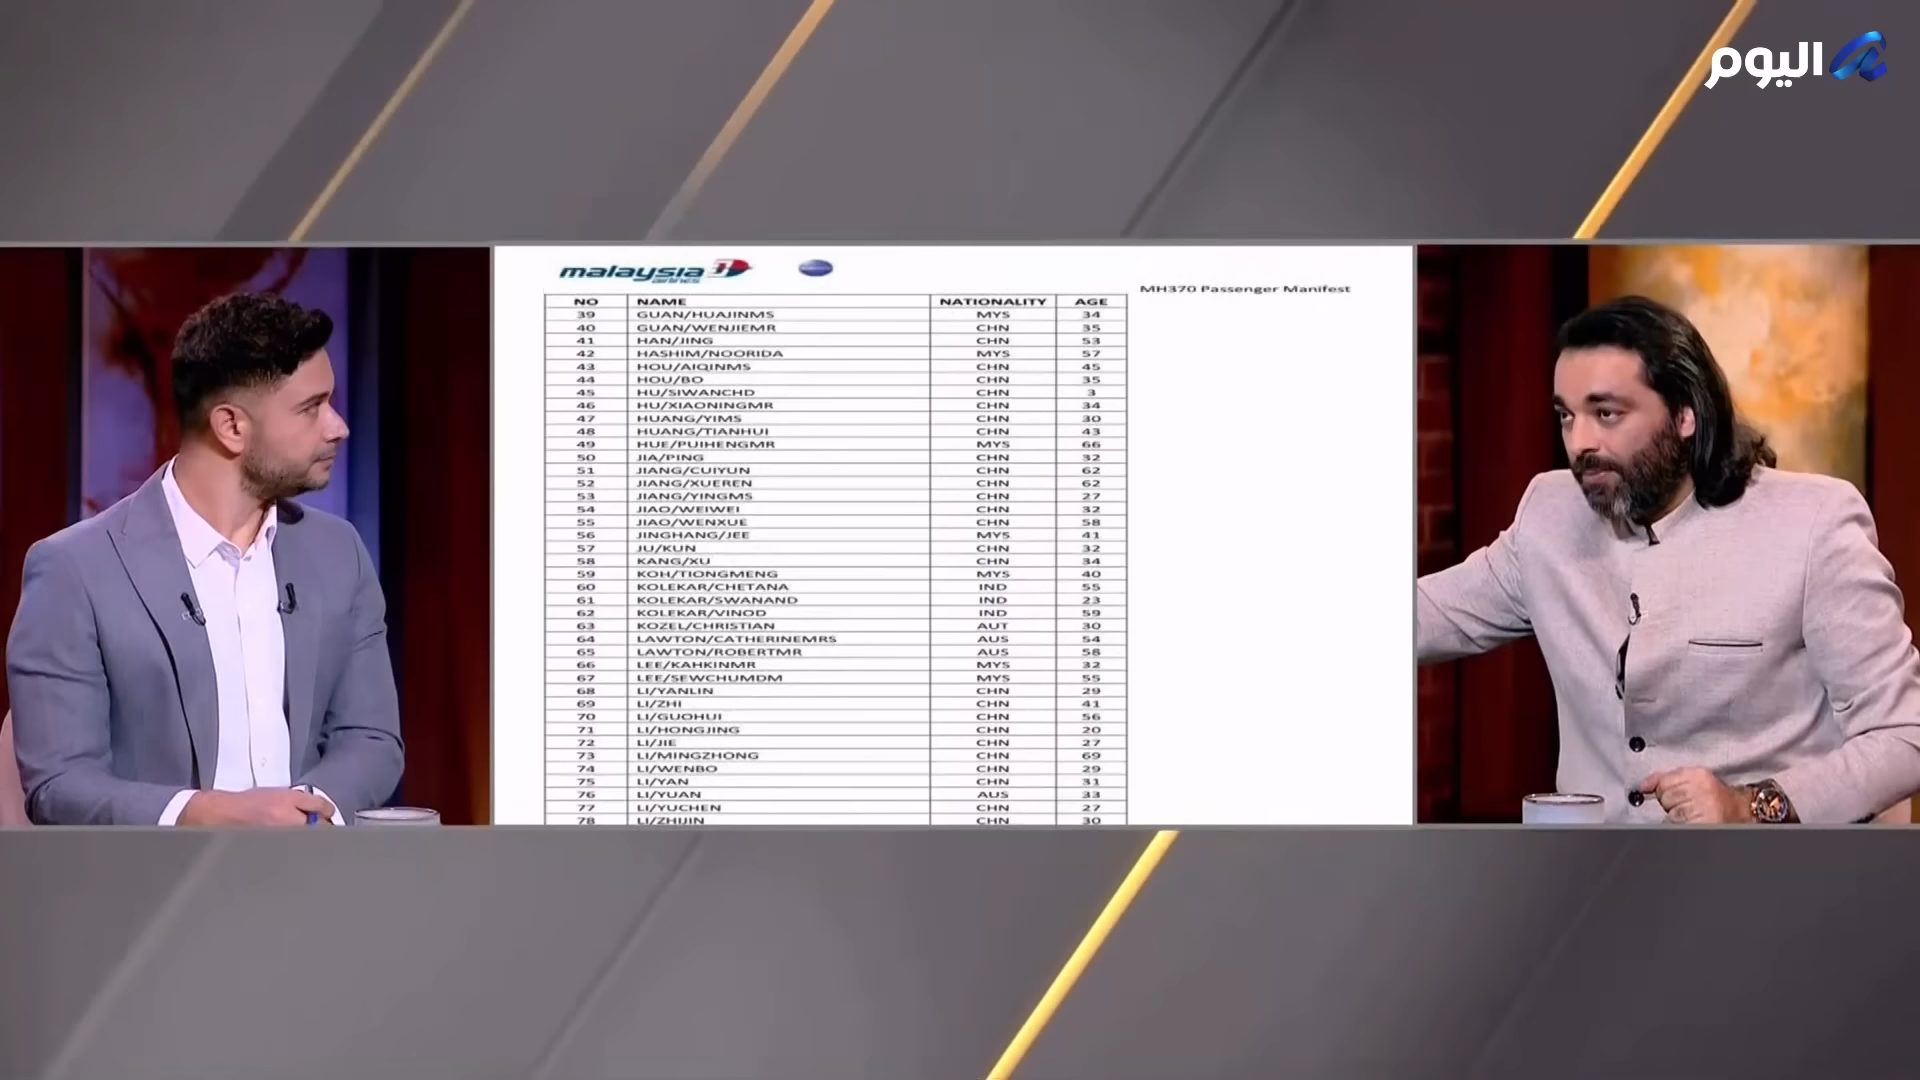 اليوم
malaysia
airlines
MH370 Passenger Manifest
NO NAME NATIONALITY AGE
39 GUAN/HUAJINMS MYS 34
40 GUAN/WENJIEMR CHN 35
41 HAN/JING CHN 53
42 HASHIM/NOORIDA MYS 57
43 HOU/AIQINMS CHN 45
44 HOU/BO CHN 35
45 HU/SIWANCHD CHN 3
46 HU/XIAONINGMR CHN 34
47 HUANG/YIMS CHN 30
48 HUANG/TIANHUI CHN 43
49 HUE/PUIHENGMR MYS 66
50 JIA/PING CHN 32
51 JIANG/CUIYUN CHN 62
52 JIANG/XUEREN CHN 62
53 JIANG/YINGMS CHN 27
54 JIAO/WEIWEI CHN 32
55 JIAO/WENXUE CHN 58
56 JINGHANG/JEE MYS 41
57 JU/KUN CHN 32
58 KANG/XU CHN 34
59 KOH/TIONGMENG MYS 40
60 KOLEKAR/CHETANA IND 55
61 KOLEKAR/SWANAND IND 23
62 KOLEKAR/VINOD IND 59
63 KOZEL/CHRISTIAN AUT 30
64 LAWTON/CATHERINEMRS AUS 54
65 LAWTON/ROBERTMR AUS 58
66 LEE/KAHKINMR MYS 32
67 LEE/SEWCHUMDM MYS 55
68 LI/YANLIN CHN 29
69 LI/ZHI CHN 41
70 LI/GUOHUI CHN 56
71 LI/HONGJING CHN 20
72 LI/JIE CHN 27
73 LI/MINGZHONG CHN 69
74 LI/WENBO CHN 29
75 LI/YAN CHN 31
76 LI/YUAN AUS 33
77 LI/YUCHEN CHN 27
78 LI/ZHIJIN CHN 30